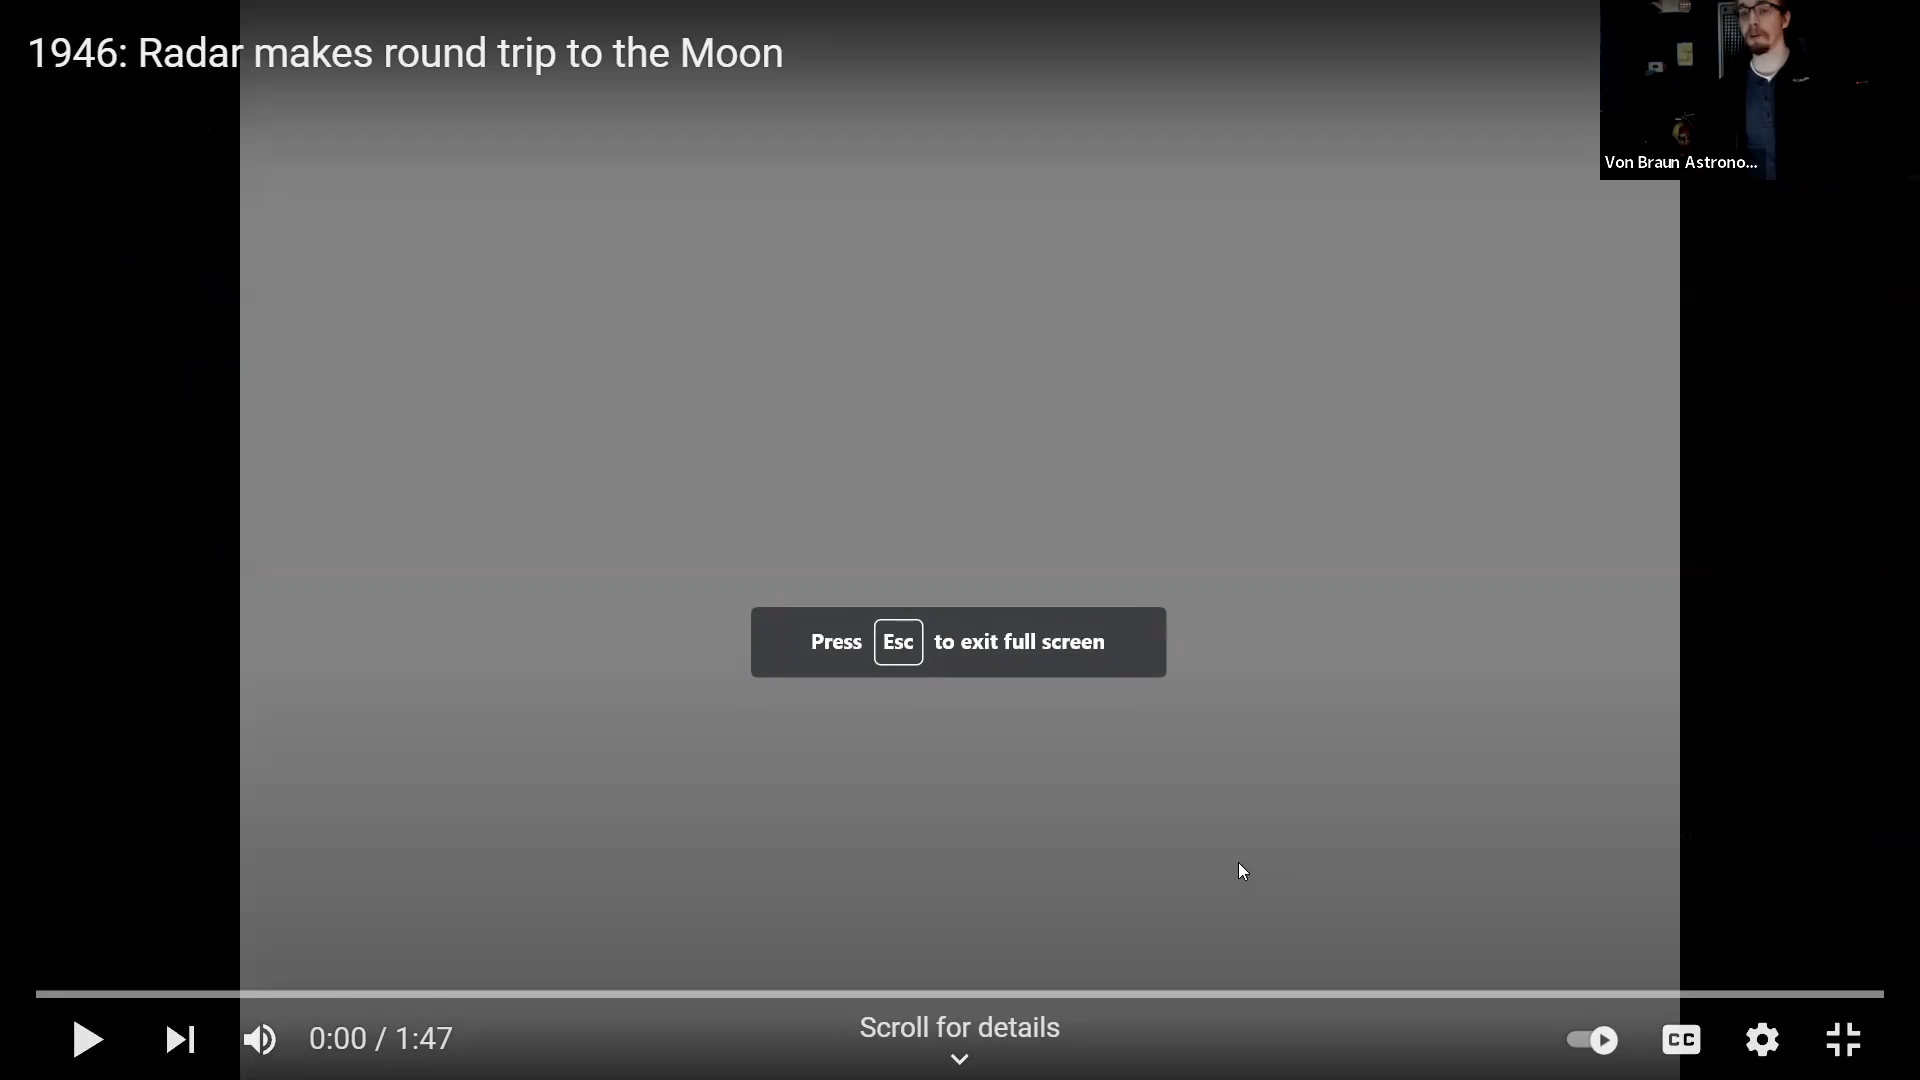 1946: Radar makes round trip to the Moon
Von Braun Astrono...
Press Esc to exit full screen
0:00 / 1:47
Scroll for details
CC